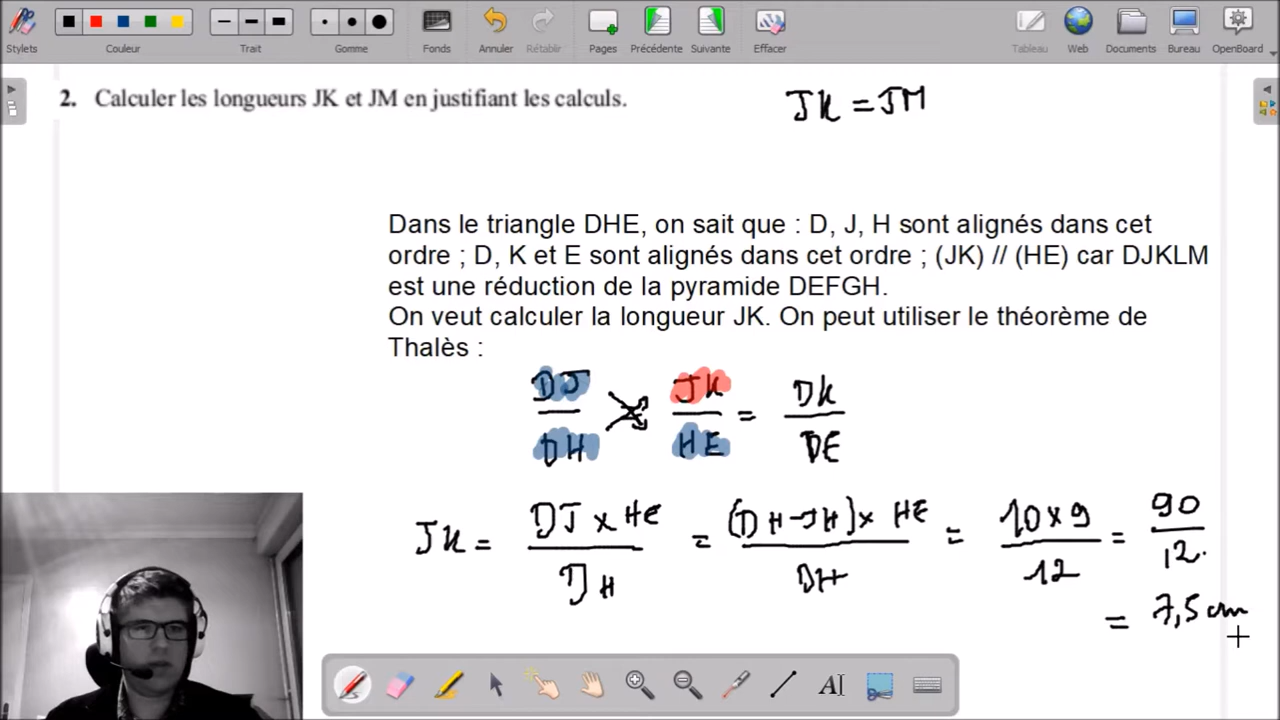 Stylets
Couleur
Trait
Gomme
Fonds
Annuler
Rétablir
Pages
Précédente
Suivante
Effacer
Tableau
Web
Documents
Bureau
OpenBoard
2. Calculer les longueurs JK et JM en justifiant les calculs.
JK = JM
Dans le triangle DHE, on sait que : D, J, H sont alignés dans cet
ordre ; D, K et E sont alignés dans cet ordre ; (JK) // (HE) car DJKLM
est une réduction de la pyramide DEFGH.
On veut calculer la longueur JK. On peut utiliser le théorème de
Thalès :
DJ JK = DK
DH HE DE
JK = DJ x HE = (DH-JH) x HE = 10 x 9 = 90
DH DH 12 12
= 7,5 cm
AI